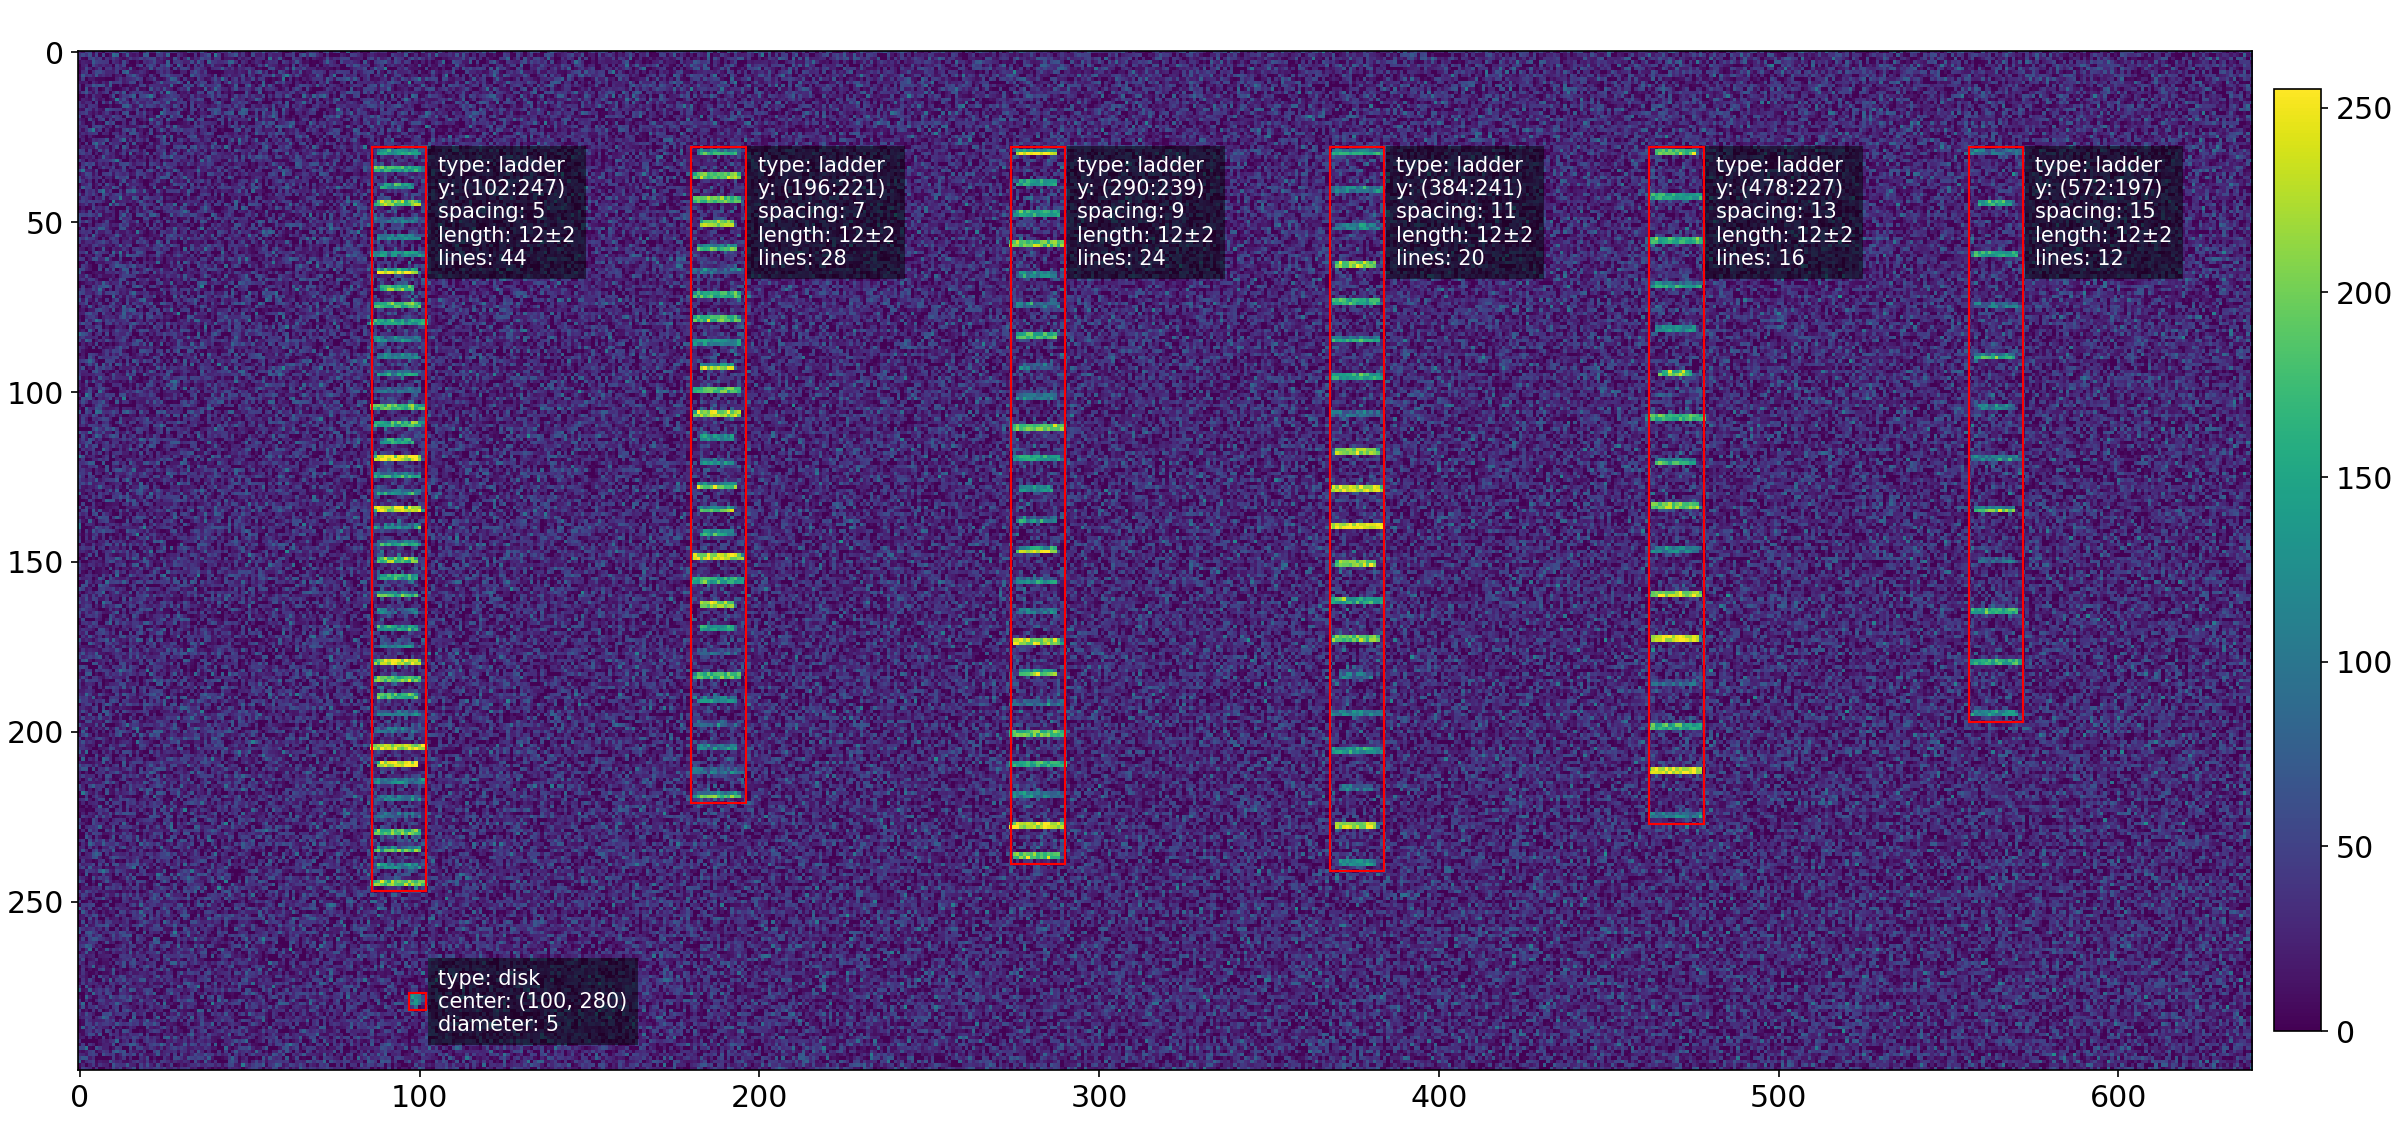 0
50
100
150
200
250
0
100
200
300
400
500
600
type: ladder
y: (102:247)
spacing: 5
length: 12±2
lines: 44
type: ladder
y: (196:221)
spacing: 7
length: 12±2
lines: 28
type: ladder
y: (290:239)
spacing: 9
length: 12±2
lines: 24
type: ladder
y: (384:241)
spacing: 11
length: 12±2
lines: 20
type: ladder
y: (478:227)
spacing: 13
length: 12±2
lines: 16
type: ladder
y: (572:197)
spacing: 15
length: 12±2
lines: 12
type: disk
center: (100, 280)
diameter: 5
250
200
150
100
50
0